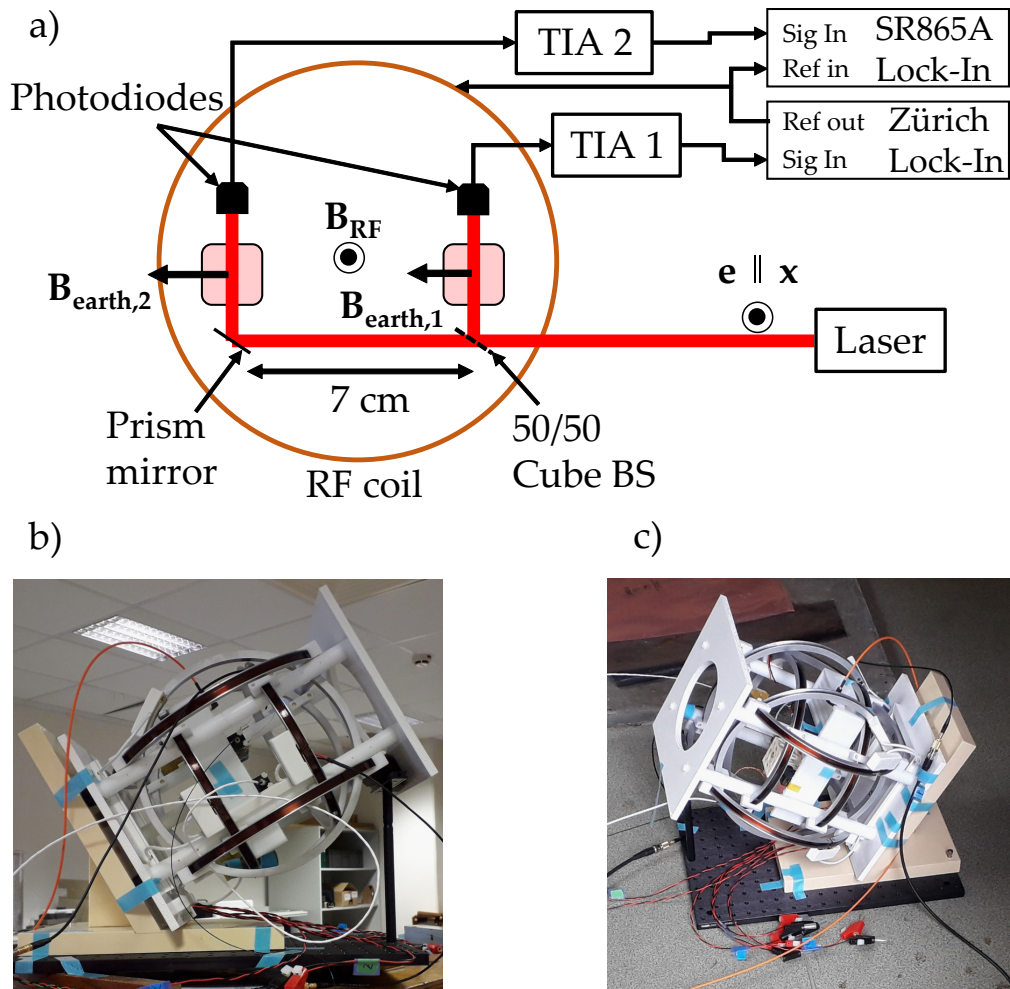 a)
TIA 2
Sig In SR865A
Ref in Lock-In
Photodiodes
Ref out Zürich
TIA 1
Sig In Lock-In
B_RF
e ∥ x
B_earth,2
B_earth,1
Laser
7 cm
Prism
mirror
50/50
Cube BS
RF coil
b)
c)